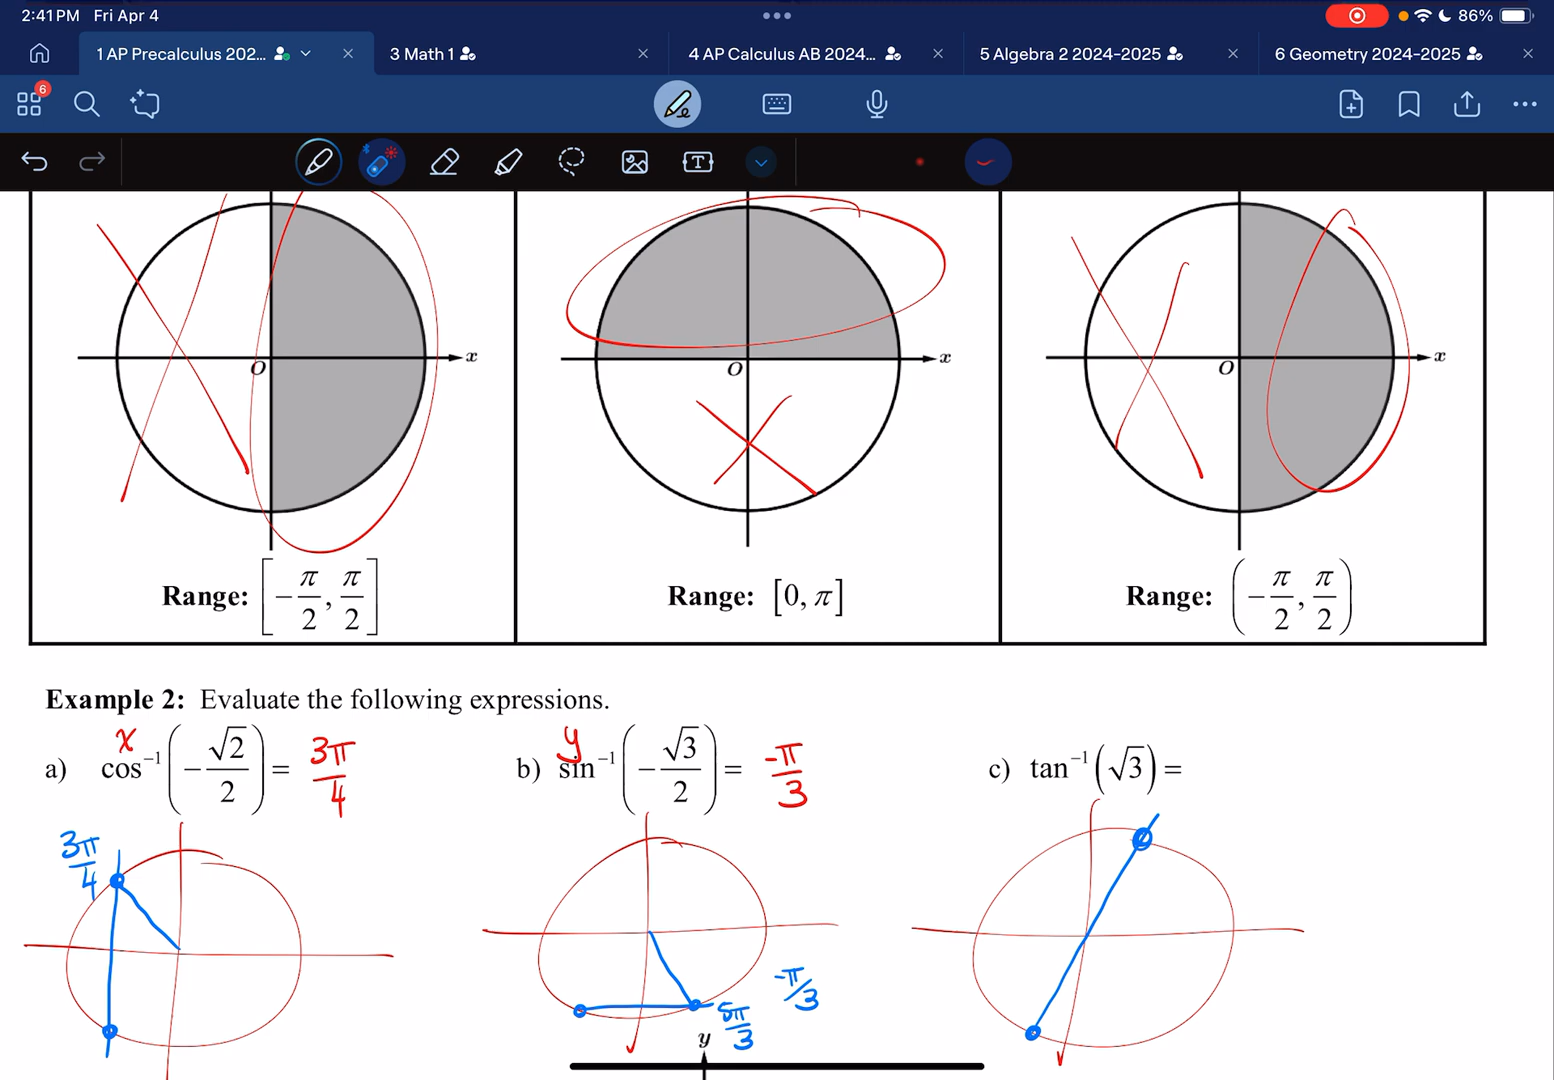 2:41 PM Fri Apr 4
86%
1 AP Precalculus 202...
3 Math 1
4 AP Calculus AB 2024...
5 Algebra 2 2024-2025
6 Geometry 2024-2025
6
T
x
O
x
O
x
O
Range: [-π/2, π/2]
Range: [0, π]
Range: (-π/2, π/2)
Example 2: Evaluate the following expressions.
x
a) cos⁻¹(-√2/2) = 3π/4
y
b) sin⁻¹(-√3/2) = -π/3
c) tan⁻¹(√3) =
3π/4
-π/3
5π/3
y